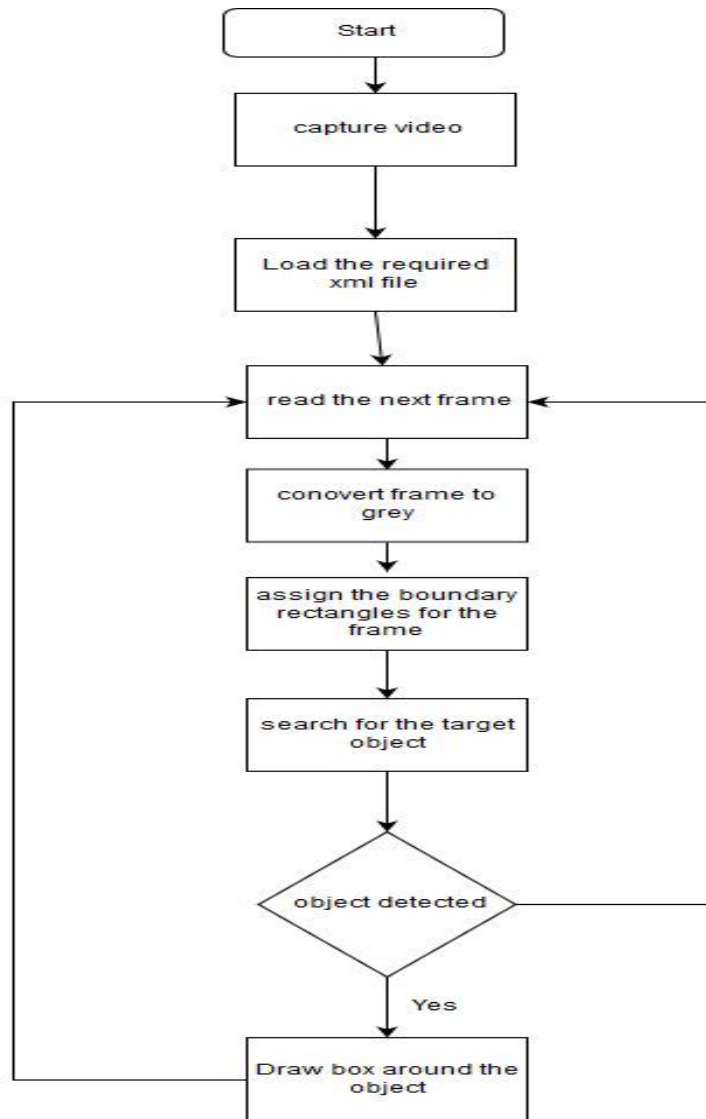 Start
capture video
Load the required
xml file
read the next frame
conovert frame to
grey
assign the boundary
rectangles for the
frame
search for the target
object
object detected
Yes
Draw box around the
object